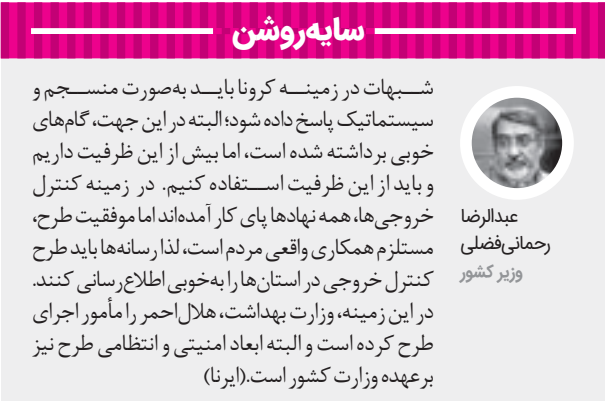 سایه‌روشن
عبدالرضا
رحمانی‌فضلی
وزیر کشور
شبهات در زمینه کرونا باید به‌صورت منسجم و
سیستماتیک پاسخ داده شود؛ البته در این جهت، گام‌های
خوبی برداشته شده است، اما بیش از این ظرفیت داریم
و باید از این ظرفیت استفاده کنیم. در زمینه کنترل
خروجی‌ها، همه نهادها پای کار آمده‌اند اما موفقیت طرح،
مستلزم همکاری واقعی مردم است، لذا رسانه‌ها باید طرح
کنترل خروجی در استان‌ها را به‌خوبی اطلاع‌رسانی کنند.
در این زمینه، وزارت بهداشت، هلال‌احمر را مأمور اجرای
طرح کرده است و البته ابعاد امنیتی و انتظامی طرح نیز
برعهده وزارت کشور است.(ایرنا)